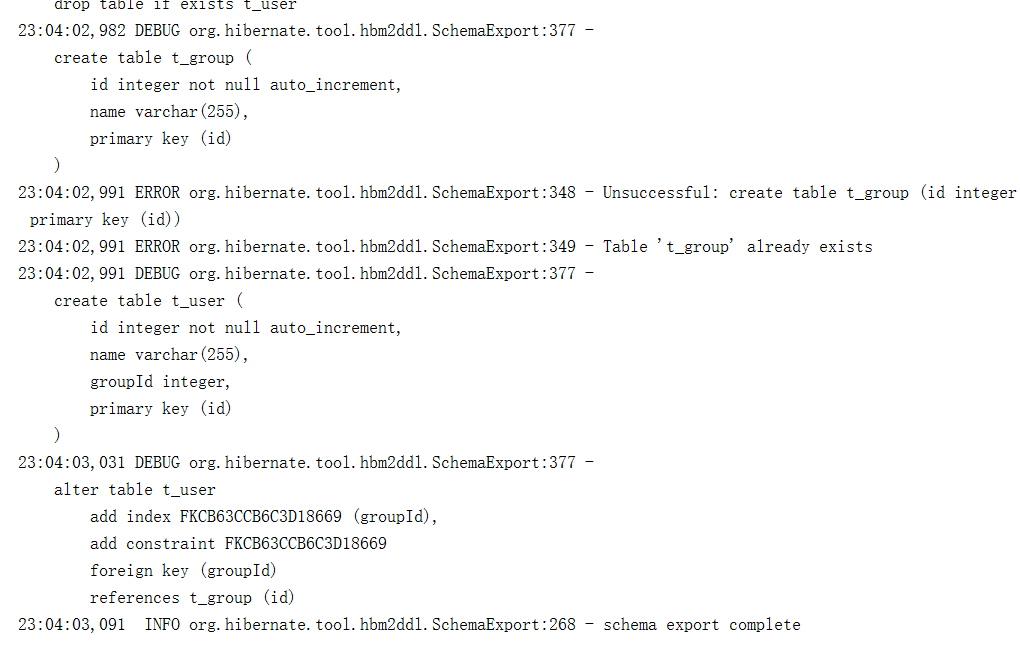 drop table if exists t_user
23:04:02,982 DEBUG org.hibernate.tool.hbm2ddl.SchemaExport:377 -
    create table t_group (
        id integer not null auto_increment,
        name varchar(255),
        primary key (id)
    )
23:04:02,991 ERROR org.hibernate.tool.hbm2ddl.SchemaExport:348 - Unsuccessful: create table t_group (id integer
 primary key (id))
23:04:02,991 ERROR org.hibernate.tool.hbm2ddl.SchemaExport:349 - Table 't_group' already exists
23:04:02,991 DEBUG org.hibernate.tool.hbm2ddl.SchemaExport:377 -
    create table t_user (
        id integer not null auto_increment,
        name varchar(255),
        groupId integer,
        primary key (id)
    )
23:04:03,031 DEBUG org.hibernate.tool.hbm2ddl.SchemaExport:377 -
    alter table t_user
        add index FKCB63CCB6C3D18669 (groupId),
        add constraint FKCB63CCB6C3D18669
        foreign key (groupId)
        references t_group (id)
23:04:03,091  INFO org.hibernate.tool.hbm2ddl.SchemaExport:268 - schema export complete